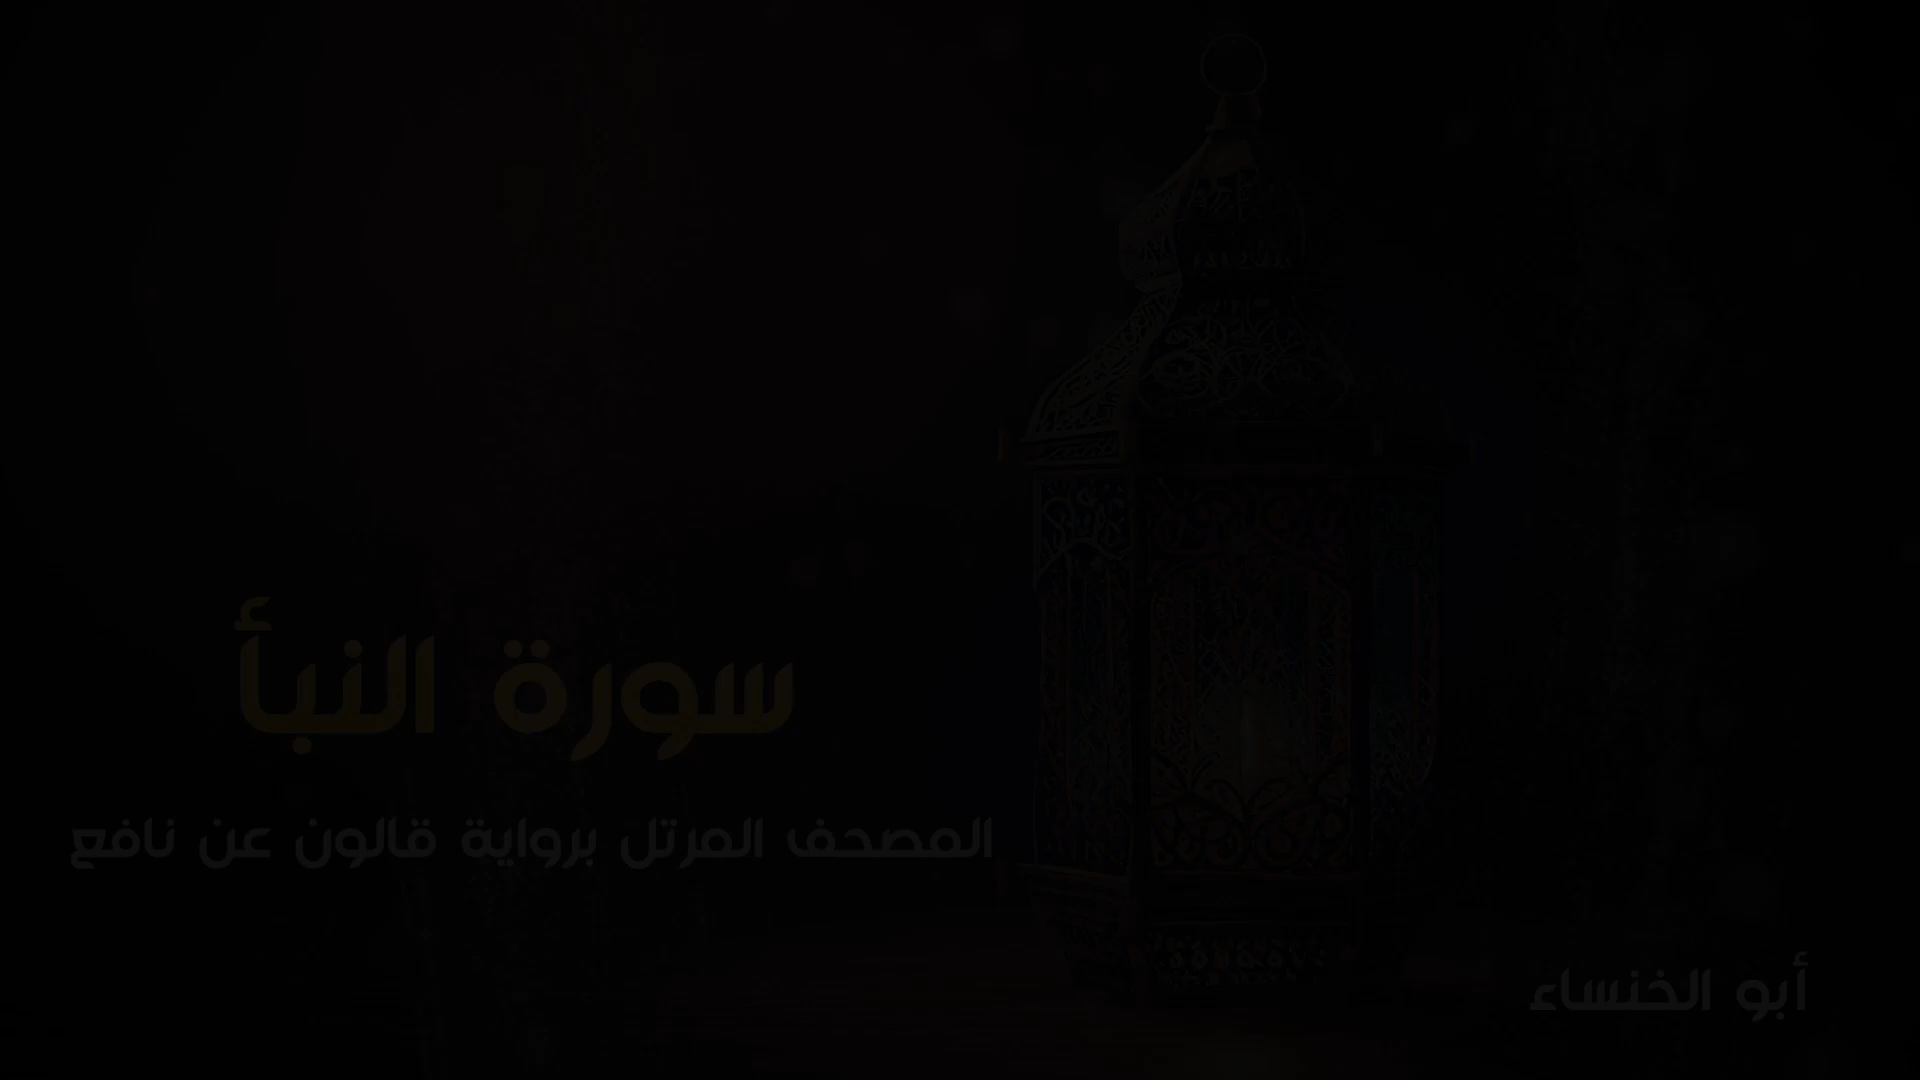 سورة النبأ
المصحف المرتل برواية قالون عن نافع
أبو الخنساء